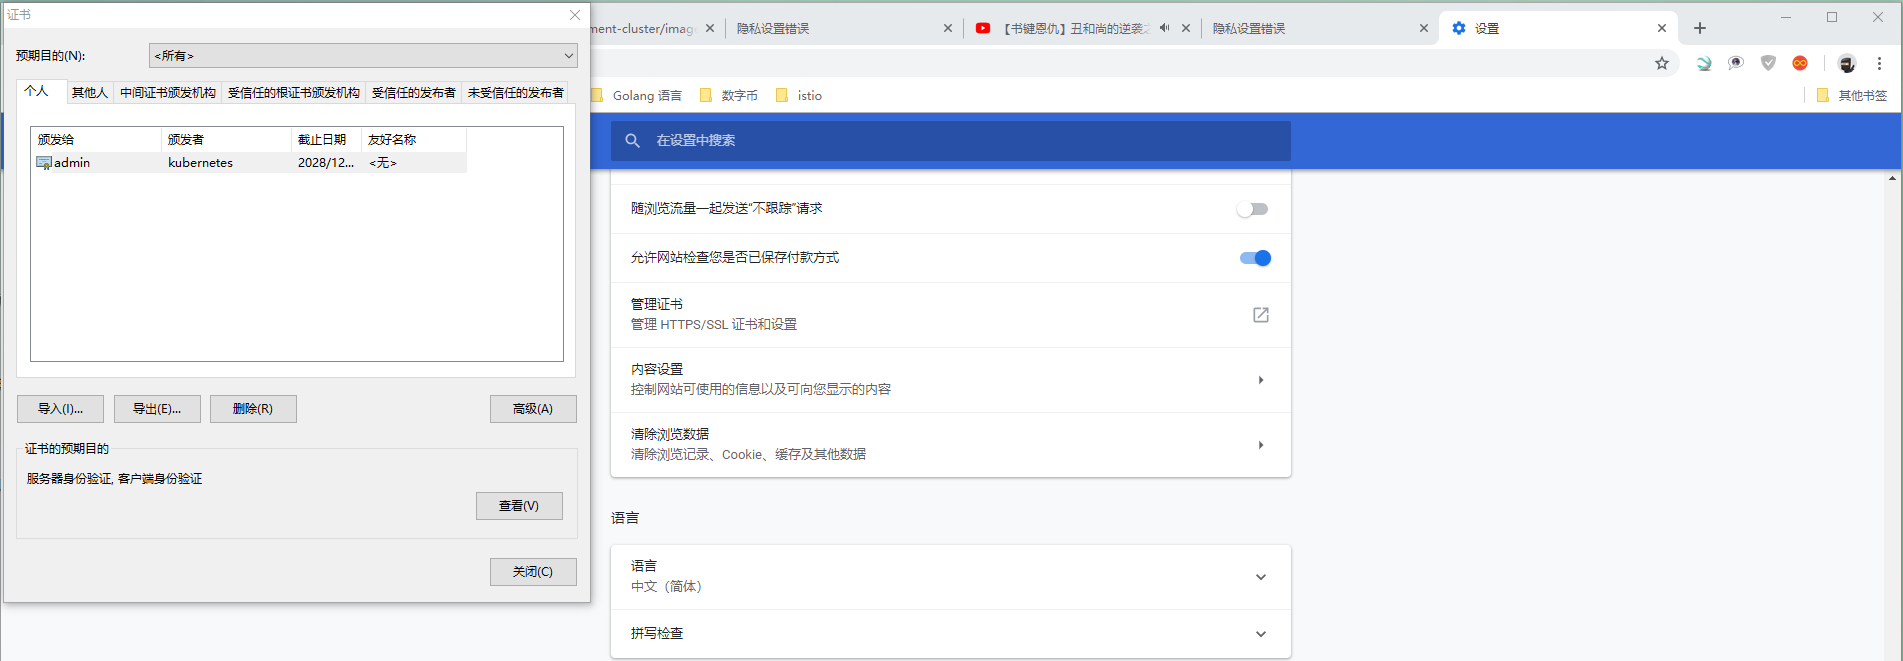 证书
预期目的(N):
<所有>
个人
其他人
中间证书颁发机构
受信任的根证书颁发机构
受信任的发布者
未受信任的发布者
颁发给
颁发者
截止日期
友好名称
admin
kubernetes
2028/12...
<无>
导入(I)...
导出(E)...
删除(R)
高级(A)
证书的预期目的
服务器身份验证, 客户端身份验证
查看(V)
关闭(C)
ment-cluster/imag
隐私设置错误
【书键恩仇】丑和尚的逆袭之
隐私设置错误
设置
Golang 语言
数字币
istio
其他书签
在设置中搜索
随浏览流量一起发送“不跟踪”请求
允许网站检查您是否已保存付款方式
管理证书
管理 HTTPS/SSL 证书和设置
内容设置
控制网站可使用的信息以及可向您显示的内容
清除浏览数据
清除浏览记录、Cookie、缓存及其他数据
语言
语言
中文（简体）
拼写检查